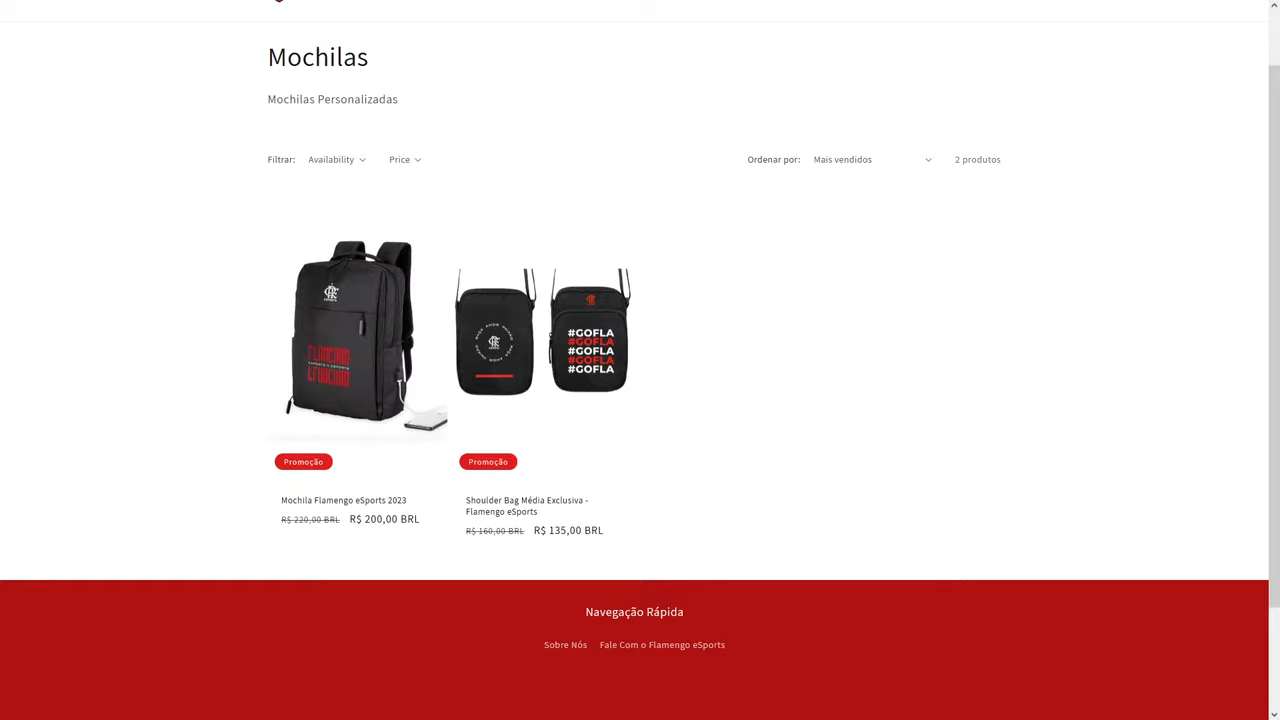 Mochilas
Mochilas Personalizadas
Filtrar: Availability Price
Ordenar por: Mais vendidos 2 produtos
#GOFLA
#GOFLA
#GOFLA
#GOFLA
#GOFLA
Promoção
Promoção
Mochila Flamengo eSports 2023
R$ 220,00 BRL R$ 200,00 BRL
Shoulder Bag Média Exclusiva -
Flamengo eSports
R$ 160,00 BRL R$ 135,00 BRL
Navegação Rápida
Sobre Nós Fale Com o Flamengo eSports